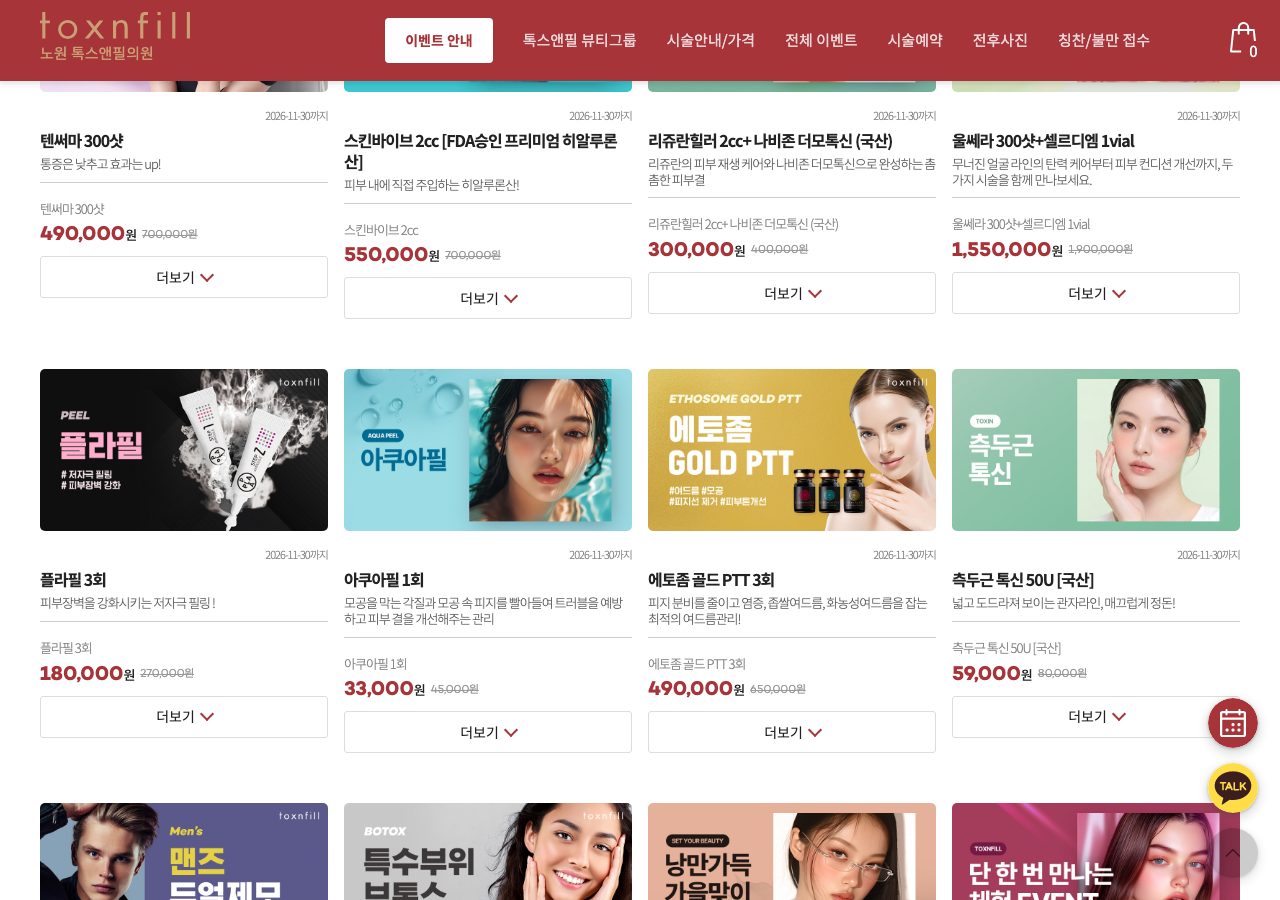 toxnfill
노원 톡스앤필의원
이벤트 안내
톡스앤필 뷰티그룹
시술안내/가격
전체 이벤트
시술예약
전후사진
칭찬/불만 접수
0
2026-11-30까지
텐써마 300샷
통증은 낮추고 효과는 up!
텐써마 300샷
490,000원 700,000원
더보기
2026-11-30까지
스킨바이브 2cc [FDA승인 프리미엄 히알루론
산]
피부 내에 직접 주입하는 히알루론산!
스킨바이브 2cc
550,000원 700,000원
더보기
2026-11-30까지
리쥬란힐러 2cc+ 나비존 더모톡신 (국산)
리쥬란의 피부 재생 케어와 나비존 더모톡신으로 완성하는 촘
촘한 피부결
리쥬란힐러 2cc+ 나비존 더모톡신 (국산)
300,000원 400,000원
더보기
2026-11-30까지
울쎄라 300샷+셀르디엠 1vial
무너진 얼굴 라인의 탄력 케어부터 피부 컨디션 개선까지, 두
가지 시술을 함께 만나보세요.
울쎄라 300샷+셀르디엠 1vial
1,550,000원 1,900,000원
더보기
toxnfill
PEEL
플라필
# 저자극 필링
# 피부장벽 강화
2026-11-30까지
플라필 3회
피부장벽을 강화시키는 저자극 필링 !
플라필 3회
180,000원 270,000원
더보기
AQUA PEEL
아쿠아필
2026-11-30까지
아쿠아필 1회
모공을 막는 각질과 모공 속 피지를 빨아들여 트러블을 예방
하고 피부 결을 개선해주는 관리
아쿠아필 1회
33,000원 45,000원
더보기
toxnfill
ETHOSOME GOLD PTT
에토좀
GOLD PTT
#여드름 #모공
#피지선 제거 #피부톤개선
2026-11-30까지
에토좀 골드 PTT 3회
피지 분비를 줄이고 염증, 좁쌀여드름, 화농성여드름을 잡는
최적의 여드름관리!
에토좀 골드 PTT 3회
490,000원 650,000원
더보기
TOXIN
측두근
톡신
2026-11-30까지
측두근 톡신 50U [국산]
넓고 도드라져 보이는 관자라인, 매끄럽게 정돈!
측두근 톡신 50U [국산]
59,000원 80,000원
더보기
TALK
toxnfill
Men's
맨즈
듀얼제모
toxnfill
BOTOX
특수부위
보톡스
SET YOUR BEAUTY
낭만가득
가을맞이
TOXNFILL
단 한 번 만나는
체험 EVENT